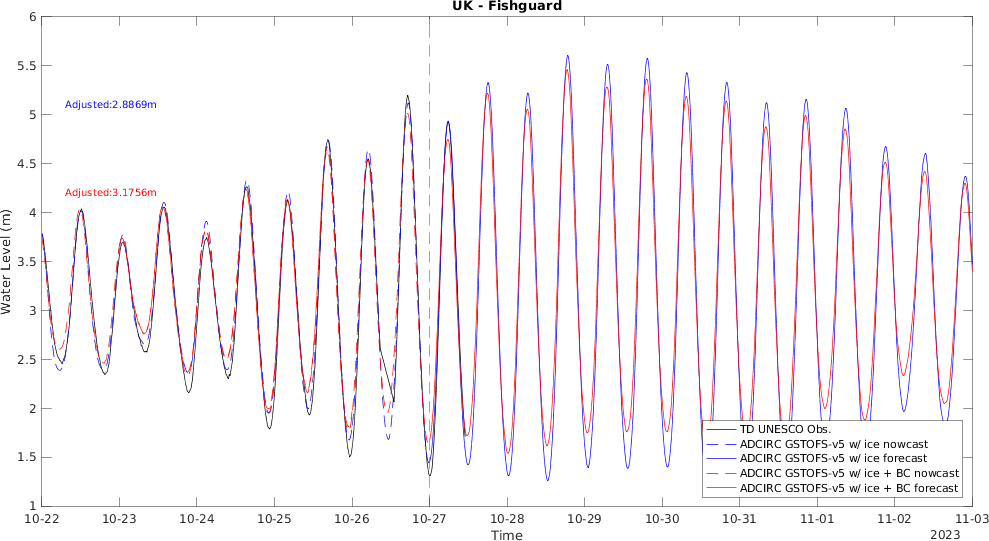 UK - Fishguard
6
5.5
5
4.5
4
3.5
3
2.5
2
1.5
1
Water Level (m)
Adjusted:2.8869m
Adjusted:3.1756m
TD UNESCO Obs.
ADCIRC GSTOFS-v5 w/ ice nowcast
ADCIRC GSTOFS-v5 w/ ice forecast
ADCIRC GSTOFS-v5 w/ ice + BC nowcast
ADCIRC GSTOFS-v5 w/ ice + BC forecast
10-22 10-23 10-24 10-25 10-26 10-27 10-28 10-29 10-30 10-31 11-01 11-02 11-03
Time
2023